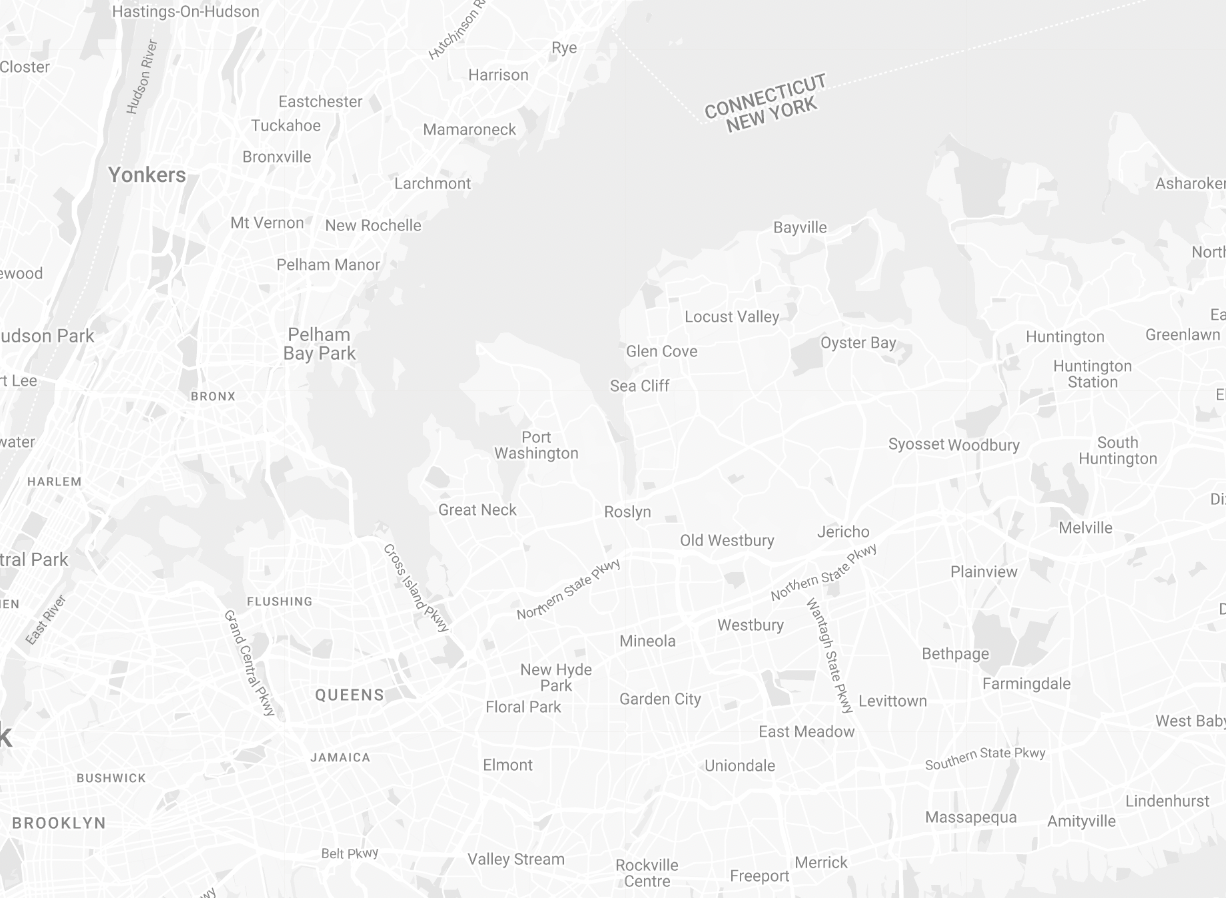 Hastings-On-Hudson
Hutchinson R
Rye
Closter
Hudson River
Harrison
CONNECTICUT
NEW YORK
Eastchester
Tuckahoe
Mamaroneck
Bronxville
Yonkers
Larchmont
Asharoken
Mt Vernon
New Rochelle
Bayville
North
Pelham Manor
ewood
Locust Valley
Ea
udson Park
Pelham
Bay Park
Huntington
Greenlawn
Oyster Bay
Glen Cove
Huntington
Station
rt Lee
Sea Cliff
BRONX
E
water
Port
Washington
Syosset
Woodbury
South
Huntington
HARLEM
Great Neck
Roslyn
Di
Jericho
Melville
Old Westbury
tral Park
Cross Island Pkwy
Northern State Pkwy
Northern State Pkwy
Plainview
EN
East River
FLUSHING
D
Grand Central Pkwy
Wantagh State Pkwy
Westbury
Mineola
Bethpage
New Hyde
Park
Farmingdale
QUEENS
Garden City
Levittown
Floral Park
West Baby
k
East Meadow
JAMAICA
Elmont
Uniondale
Southern State Pkwy
BUSHWICK
Lindenhurst
BROOKLYN
Massapequa
Amityville
Belt Pkwy
Valley Stream
Rockville
Centre
Merrick
Freeport
wy